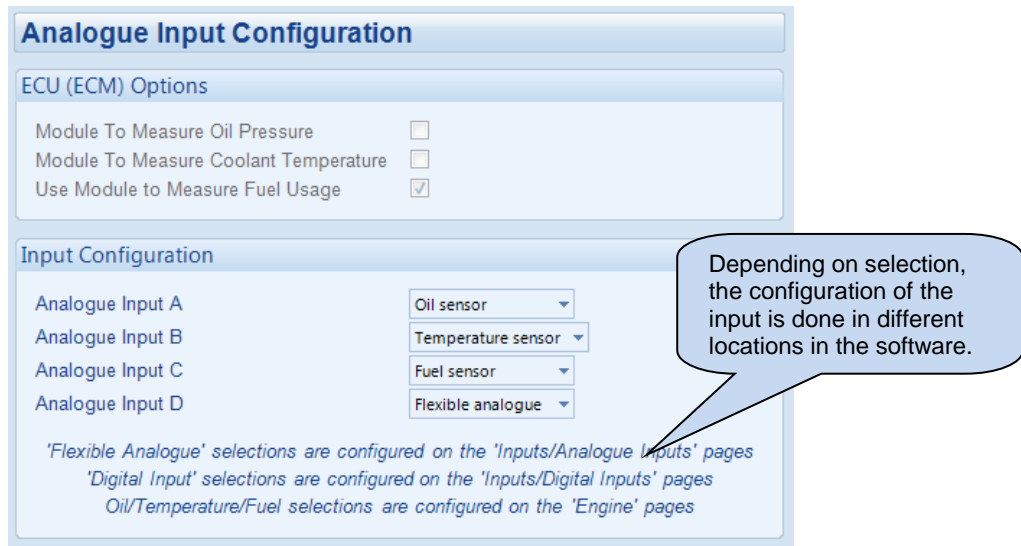 Analogue Input Configuration
ECU (ECM) Options
Module To Measure Oil Pressure
Module To Measure Coolant Temperature
Use Module to Measure Fuel Usage
Input Configuration
Analogue Input A Oil sensor
Analogue Input B Temperature sensor
Analogue Input C Fuel sensor
Analogue Input D Flexible analogue
'Flexible Analogue' selections are configured on the 'Inputs/Analogue Inputs' pages
'Digital Input' selections are configured on the 'Inputs/Digital Inputs' pages
Oil/Temperature/Fuel selections are configured on the 'Engine' pages
Depending on selection,
the configuration of the
input is done in different
locations in the software.